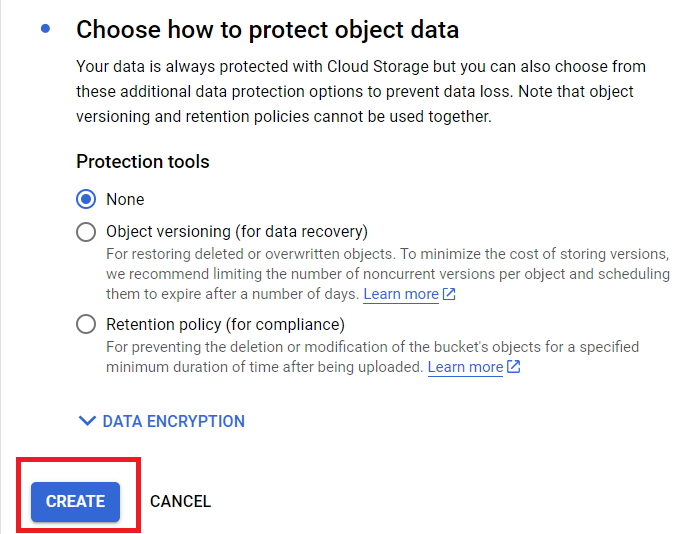 Choose how to protect object data
Your data is always protected with Cloud Storage but you can also choose from
these additional data protection options to prevent data loss. Note that object
versioning and retention policies cannot be used together.
Protection tools
None
Object versioning (for data recovery)
For restoring deleted or overwritten objects. To minimize the cost of storing versions,
we recommend limiting the number of noncurrent versions per object and scheduling
them to expire after a number of days. Learn more
Retention policy (for compliance)
For preventing the deletion or modification of the bucket's objects for a specified
minimum duration of time after being uploaded. Learn more
DATA ENCRYPTION
CREATE CANCEL